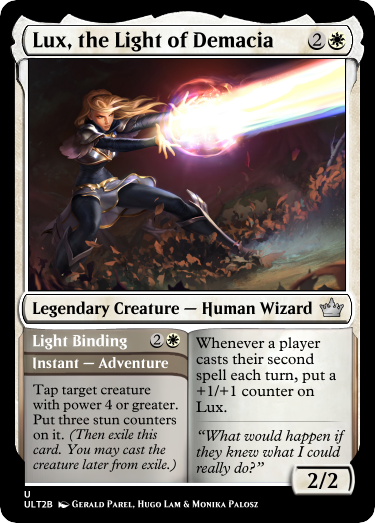 Lux, the Light of Demacia 2
Legendary Creature — Human Wizard
Light Binding 2
Instant — Adventure
Tap target creature
with power 4 or greater.
Put three stun counters
on it. (Then exile this
card. You may cast the
creature later from exile.)
Whenever a player
casts their second
spell each turn, put a
+1/+1 counter on
Lux.
“What would happen if
they knew what I could
really do?”
2/2
U
ULT2B Gerald Parel, Hugo Lam & Monika Palosz